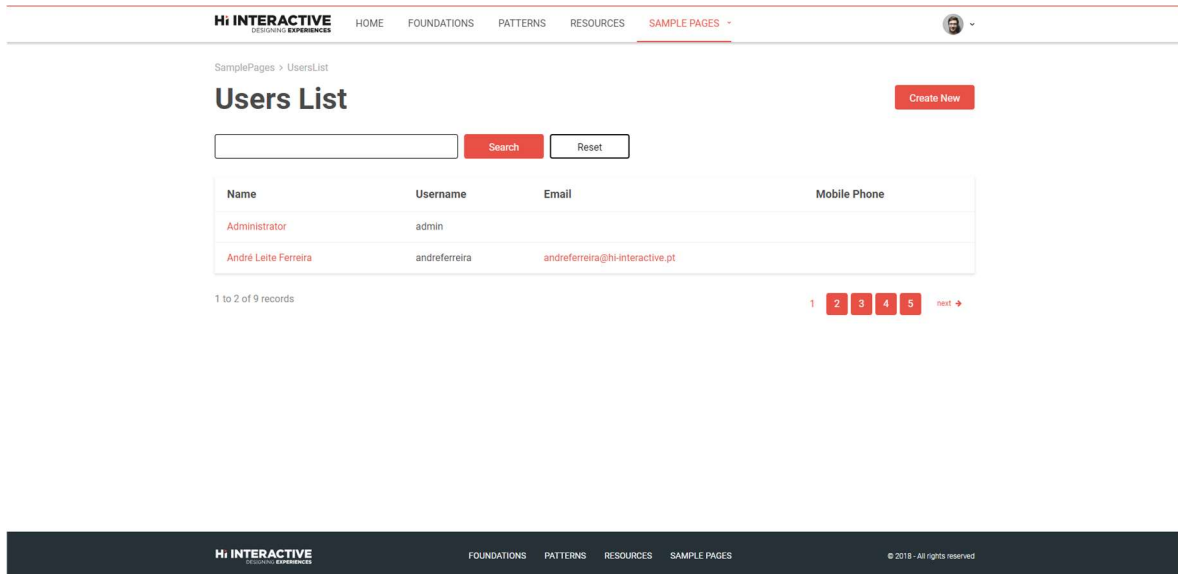 Hi INTERACTIVE
DESIGNING EXPERIENCES
HOME FOUNDATIONS PATTERNS RESOURCES SAMPLE PAGES
SamplePages > UsersList
Users List
Create New
Search Reset
Name Username Email Mobile Phone
Administrator admin
André Leite Ferreira andreferreira andreferreira@hi-interactive.pt
1 to 2 of 9 records
1 2 3 4 5 next →
Hi INTERACTIVE
DESIGNING EXPERIENCES
FOUNDATIONS PATTERNS RESOURCES SAMPLE PAGES
© 2018 - All rights reserved